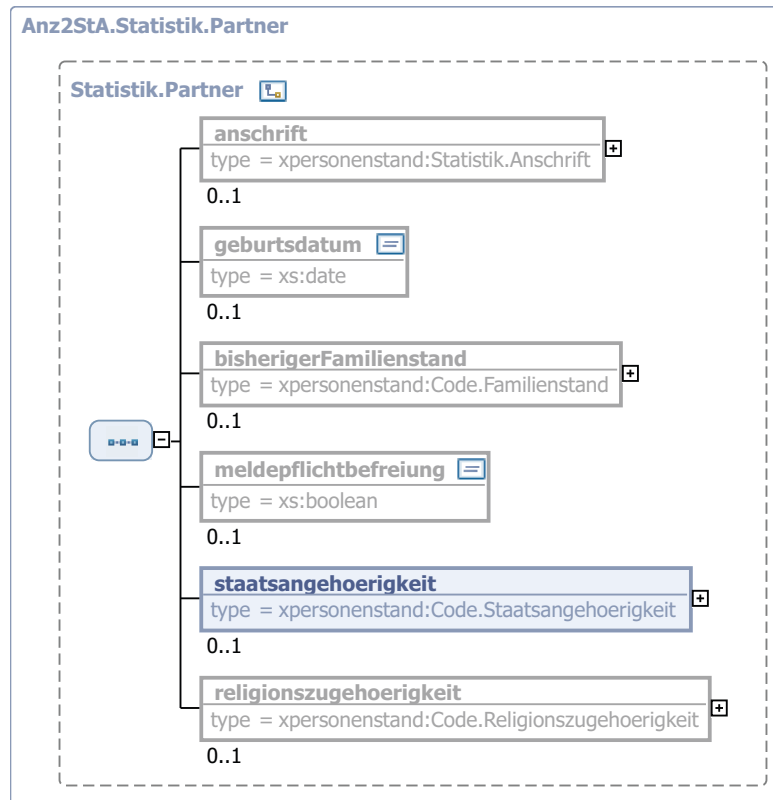 Anz2StA.Statistik.Partner
Statistik.Partner
anschrift
type = xpersonenstand:Statistik.Anschrift
0..1
geburtsdatum
type = xs:date
0..1
bisherigerFamilienstand
type = xpersonenstand:Code.Familienstand
0..1
meldepflichtbefreiung
type = xs:boolean
0..1
staatsangehoerigkeit
type = xpersonenstand:Code.Staatsangehoerigkeit
0..1
religionszugehoerigkeit
type = xpersonenstand:Code.Religionszugehoerigkeit
0..1